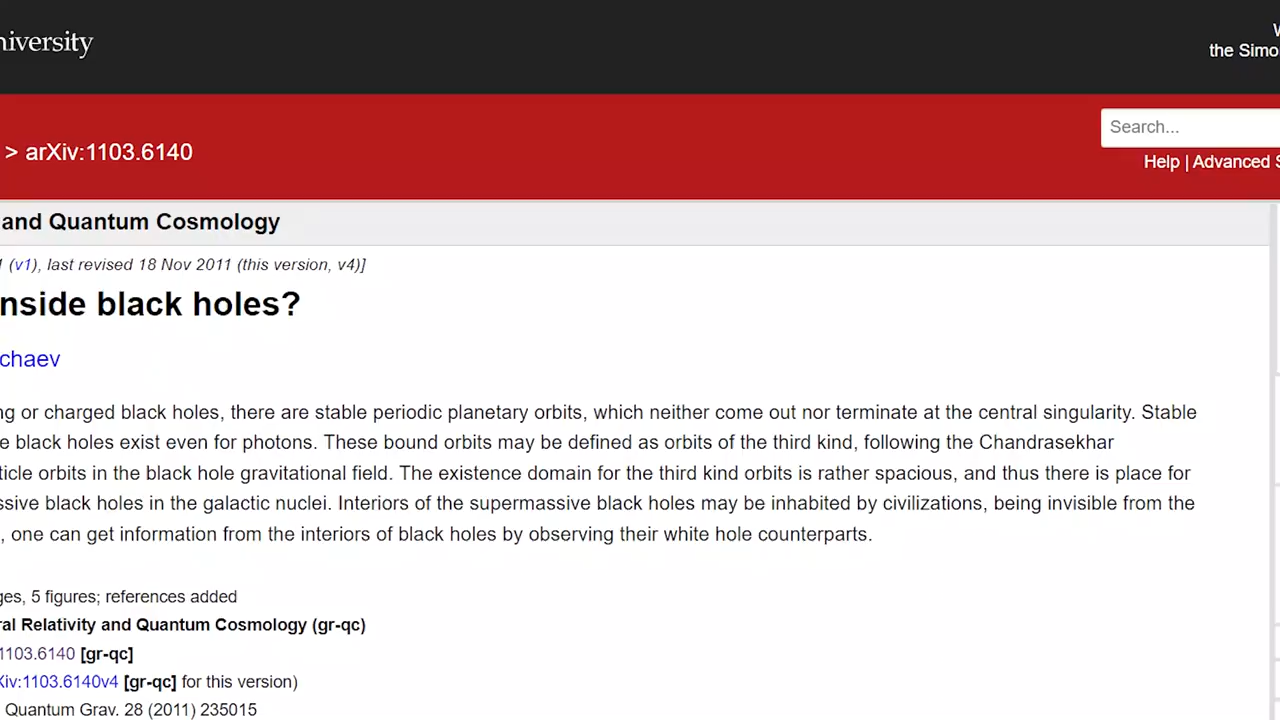 niversity
W
the Simo
Search...
> arXiv:1103.6140
Help | Advanced S
and Quantum Cosmology
1 (v1), last revised 18 Nov 2011 (this version, v4)]
nside black holes?
chaev
ng or charged black holes, there are stable periodic planetary orbits, which neither come out nor terminate at the central singularity. Stable
e black holes exist even for photons. These bound orbits may be defined as orbits of the third kind, following the Chandrasekhar
ticle orbits in the black hole gravitational field. The existence domain for the third kind orbits is rather spacious, and thus there is place for
ssive black holes in the galactic nuclei. Interiors of the supermassive black holes may be inhabited by civilizations, being invisible from the
, one can get information from the interiors of black holes by observing their white hole counterparts.
ges, 5 figures; references added
ral Relativity and Quantum Cosmology (gr-qc)
1103.6140 [gr-qc]
Xiv:1103.6140v4 [gr-qc] for this version)
Quantum Grav. 28 (2011) 235015